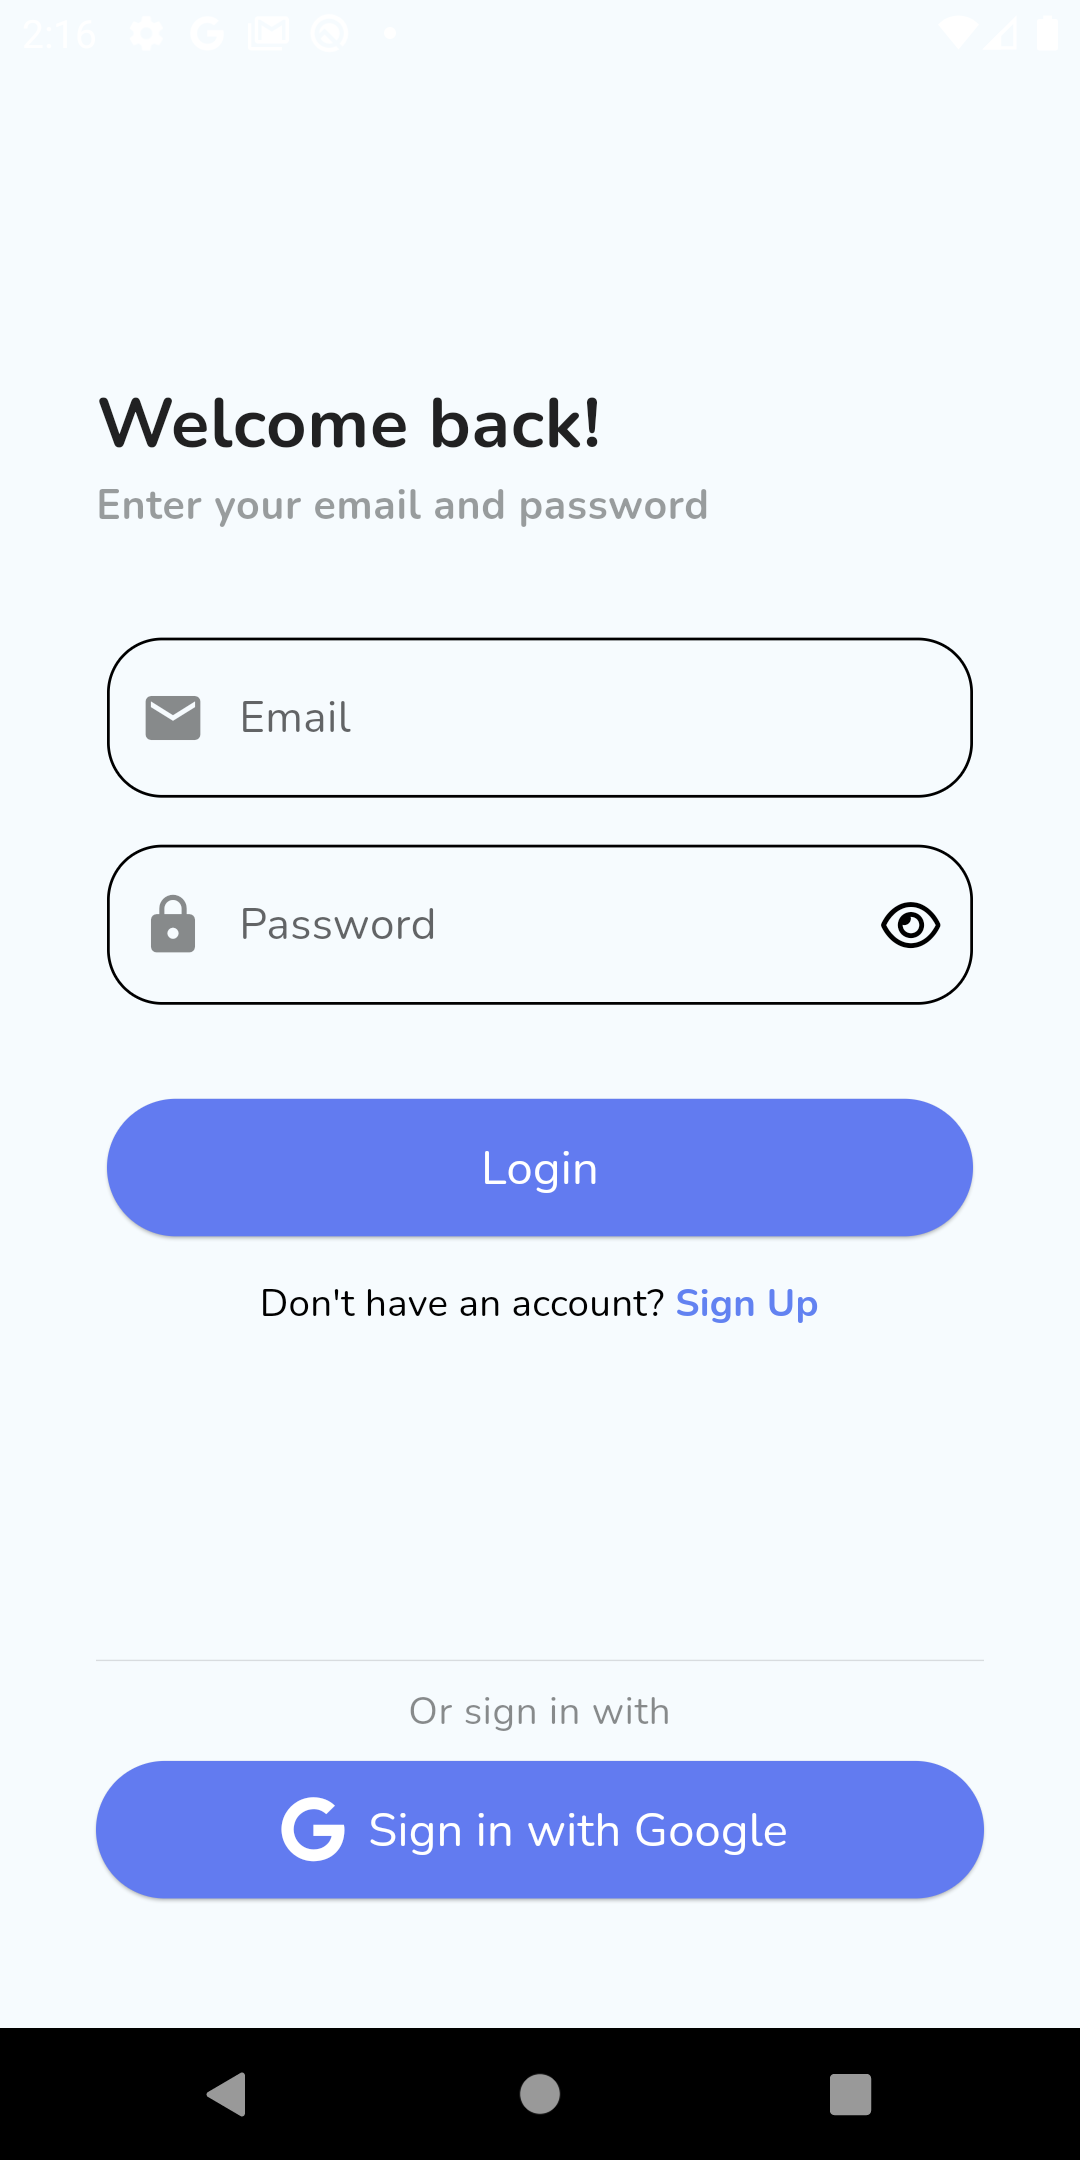 2:16
Welcome back!
Enter your email and password
Email
Password
Login
Don't have an account? Sign Up
Or sign in with
Sign in with Google